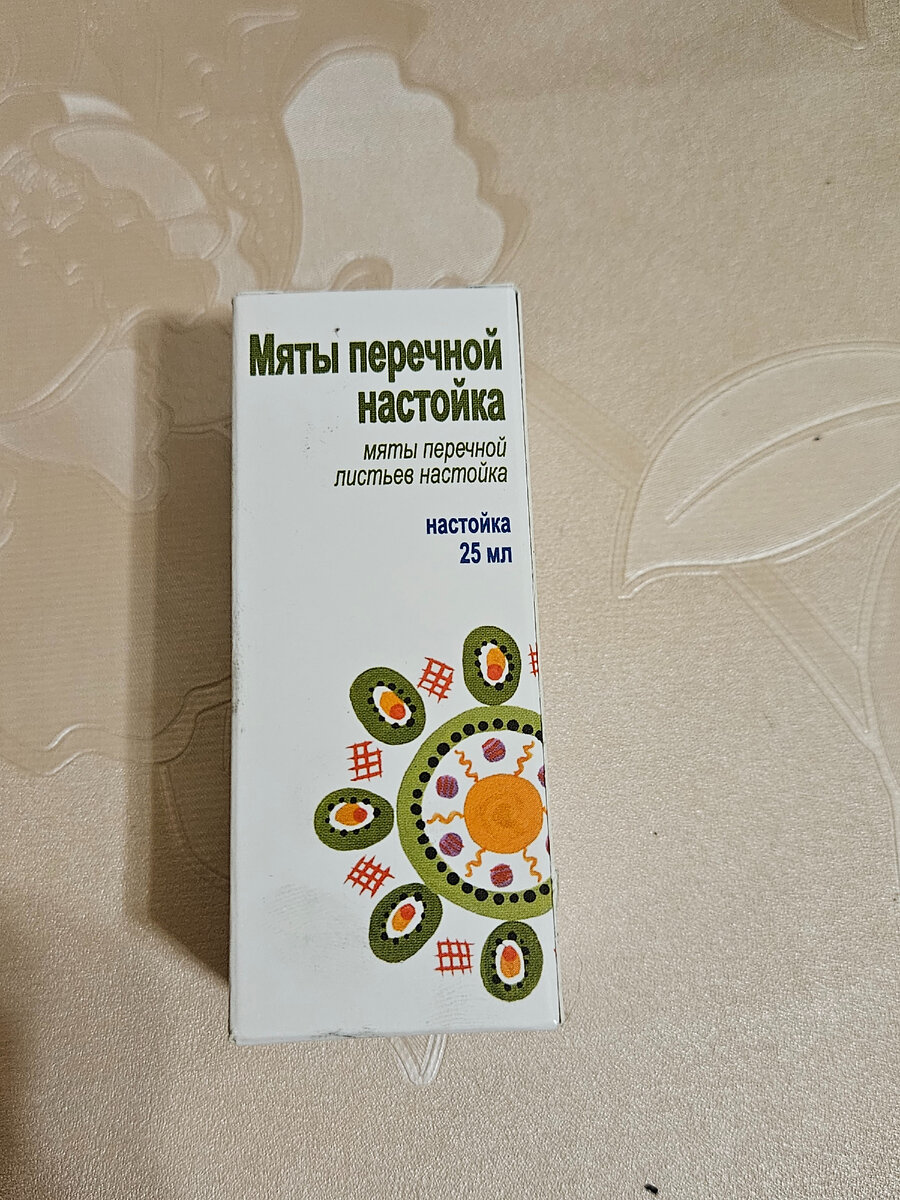 Мяты перечной
настойка
мяты перечной
листьев настойка
настойка
25 мл